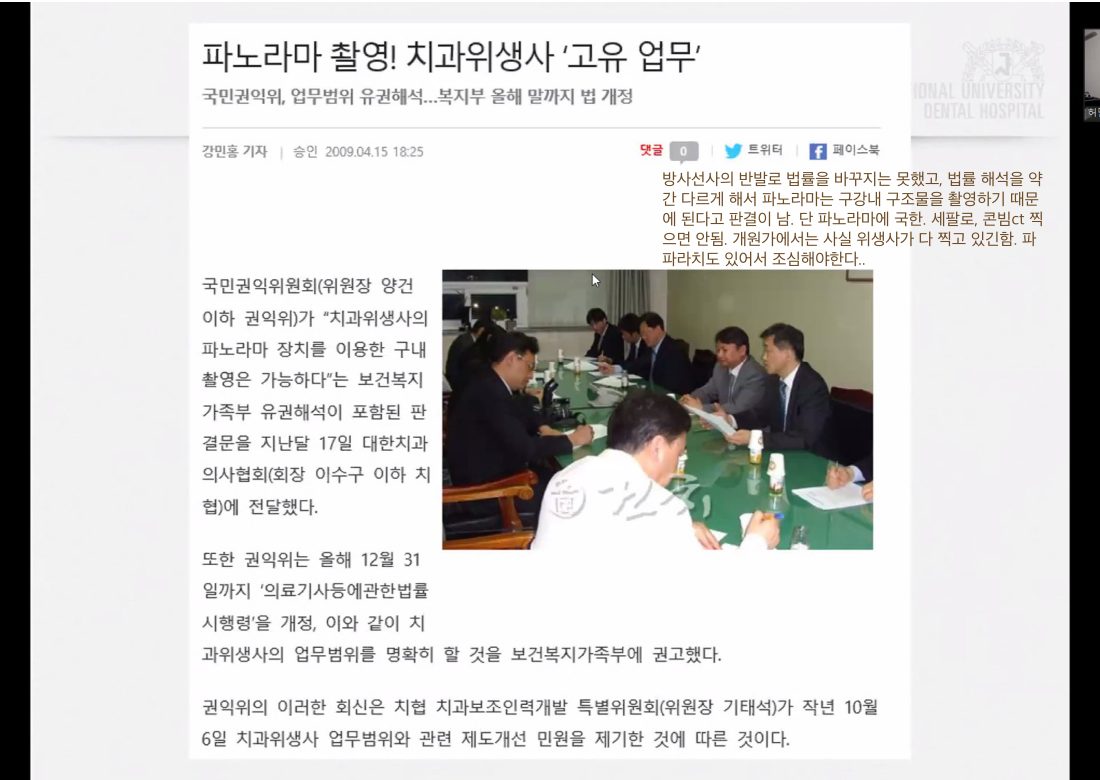 파노라마 촬영! 치과위생사 ‘고유 업무’
국민권익위, 업무범위 유권해석...복지부 올해 말까지 법 개정
IONAL UNIVERSITY
DENTAL HOSPITAL
강민홍 기자 | 승인 2009.04.15 18:25
댓글 0 | 트위터 | 페이스북
방사선사의 반발로 법률을 바꾸지는 못했고, 법률 해석을 약
간 다르게 해서 파노라마는 구강내 구조물을 촬영하기 때문
에 된다고 판결이 남. 단 파노라마에 국한. 세팔로, 콘빔ct 찍
으면 안됨. 개원가에서는 사실 위생사가 다 찍고 있긴함. 파
파라치도 있어서 조심해야한다..
국민권익위원회(위원장 양건
이하 권익위)가 “치과위생사의
파노라마 장치를 이용한 구내
촬영은 가능하다”는 보건복지
가족부 유권해석이 포함된 판
결문을 지난달 17일 대한치과
의사협회(회장 이수구 이하 치
협)에 전달했다.
건치
또한 권익위는 올해 12월 31
일까지 ‘의료기사등에관한법률
시행령’을 개정, 이와 같이 치
과위생사의 업무범위를 명확히 할 것을 보건복지가족부에 권고했다.
권익위의 이러한 회신은 치협 치과보조인력개발 특별위원회(위원장 기태석)가 작년 10월
6일 치과위생사 업무범위와 관련 제도개선 민원을 제기한 것에 따른 것이다.